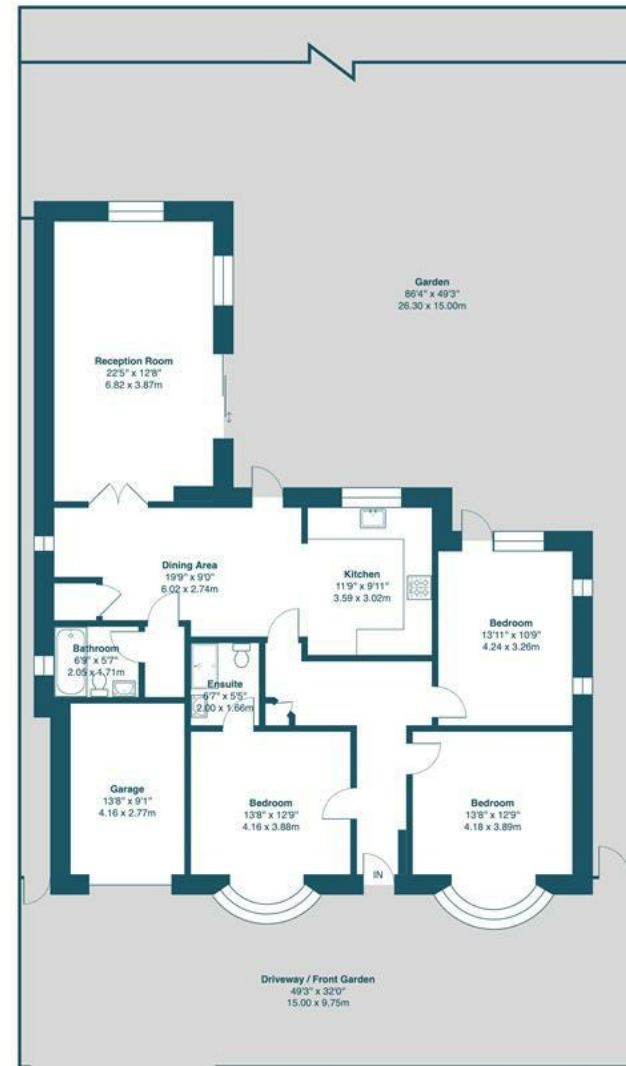 Garden
86'4" x 49'3"
26.30 x 15.00m
Reception Room
22'5" x 12'8"
6.82 x 3.87m
Dining Area
19'9" x 9'0"
6.02 x 2.74m
Kitchen
11'9" x 9'11"
3.59 x 3.02m
Bedroom
13'11" x 10'9"
4.24 x 3.26m
Bathroom
6'9" x 5'7"
2.05 x 1.71m
Ensuite
6'7" x 5'5"
2.00 x 1.66m
Garage
13'8" x 9'1"
4.16 x 2.77m
Bedroom
13'8" x 12'9"
4.16 x 3.88m
Bedroom
13'8" x 12'9"
4.18 x 3.89m
IN
Driveway / Front Garden
49'3" x 32'0"
15.00 x 9.75m